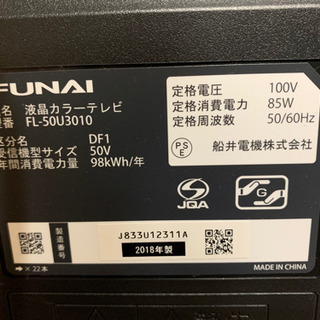 FUNAI
名 液晶カラーテレビ
番 FL-50U3010
区分名 DF1
受信機型サイズ 50V
年間消費電力量 98kWh/年
定格電圧 100V
定格消費電力 85W
定格周波数 50/60Hz
PSE 船井電機株式会社
JQA
G
製造番号
J833U12311A
2018年製
→× 22本
MADE IN CHINA